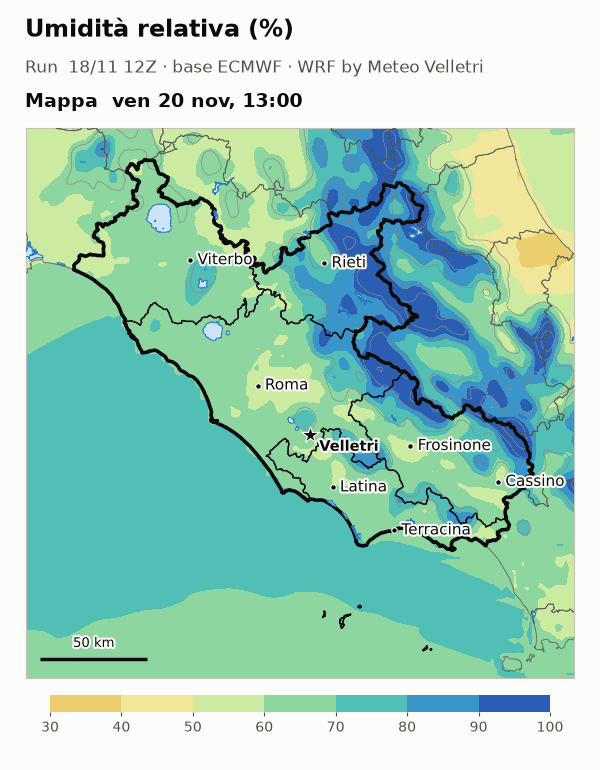 Umidità relativa (%)
Run  18/11 12Z · base ECMWF · WRF by Meteo Velletri
Mappa  ven 20 nov, 13:00
Viterbo
Rieti
Roma
Velletri
Frosinone
Cassino
Latina
Terracina
50 km
30 40 50 60 70 80 90 100